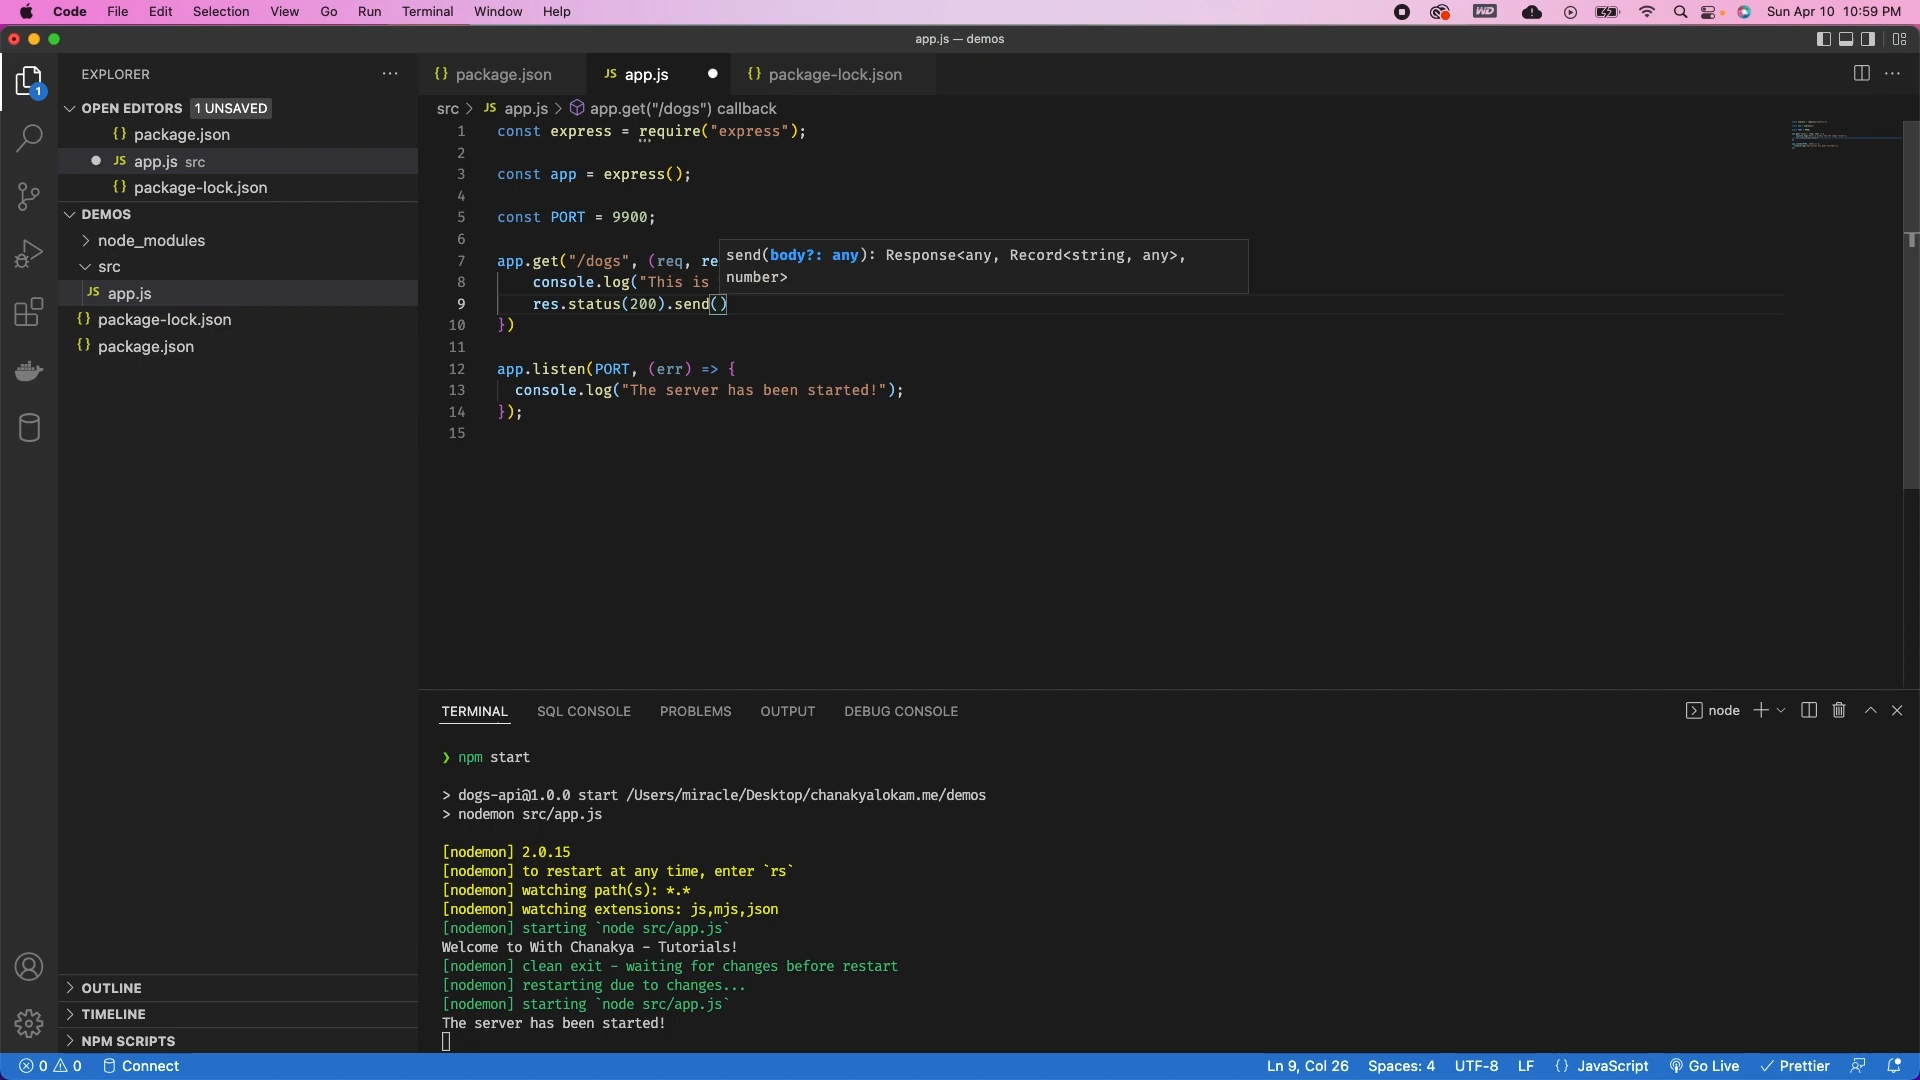 Code File Edit Selection View Go Run Terminal Window Help
WD
Sun Apr 10 10:59 PM
app.js — demos
EXPLORER
{} package.json
JS app.js
{} package-lock.json
1
OPEN EDITORS 1 UNSAVED
{} package.json
JS app.js src
{} package-lock.json
DEMOS
node_modules
src
JS app.js
{} package-lock.json
{} package.json
OUTLINE
TIMELINE
NPM SCRIPTS
src > JS app.js > app.get("/dogs") callback
1 const express = require("express");
2
3 const app = express();
4
5 const PORT = 9900;
6
7 app.get("/dogs", (req, re
8 console.log("This is
9 res.status(200).send()
10 })
11
12 app.listen(PORT, (err) => {
13 console.log("The server has been started!");
14 });
15
send(body?: any): Response<any, Record<string, any>,
number>
TERMINAL SQL CONSOLE PROBLEMS OUTPUT DEBUG CONSOLE
node
❯ npm start
> dogs-api@1.0.0 start /Users/miracle/Desktop/chanakyalokam.me/demos
> nodemon src/app.js
[nodemon] 2.0.15
[nodemon] to restart at any time, enter `rs`
[nodemon] watching path(s): *.*
[nodemon] watching extensions: js,mjs,json
[nodemon] starting `node src/app.js`
Welcome to With Chanakya - Tutorials!
[nodemon] clean exit - waiting for changes before restart
[nodemon] restarting due to changes...
[nodemon] starting `node src/app.js`
The server has been started!
0 0 Connect
Ln 9, Col 26 Spaces: 4 UTF-8 LF {} JavaScript Go Live Prettier